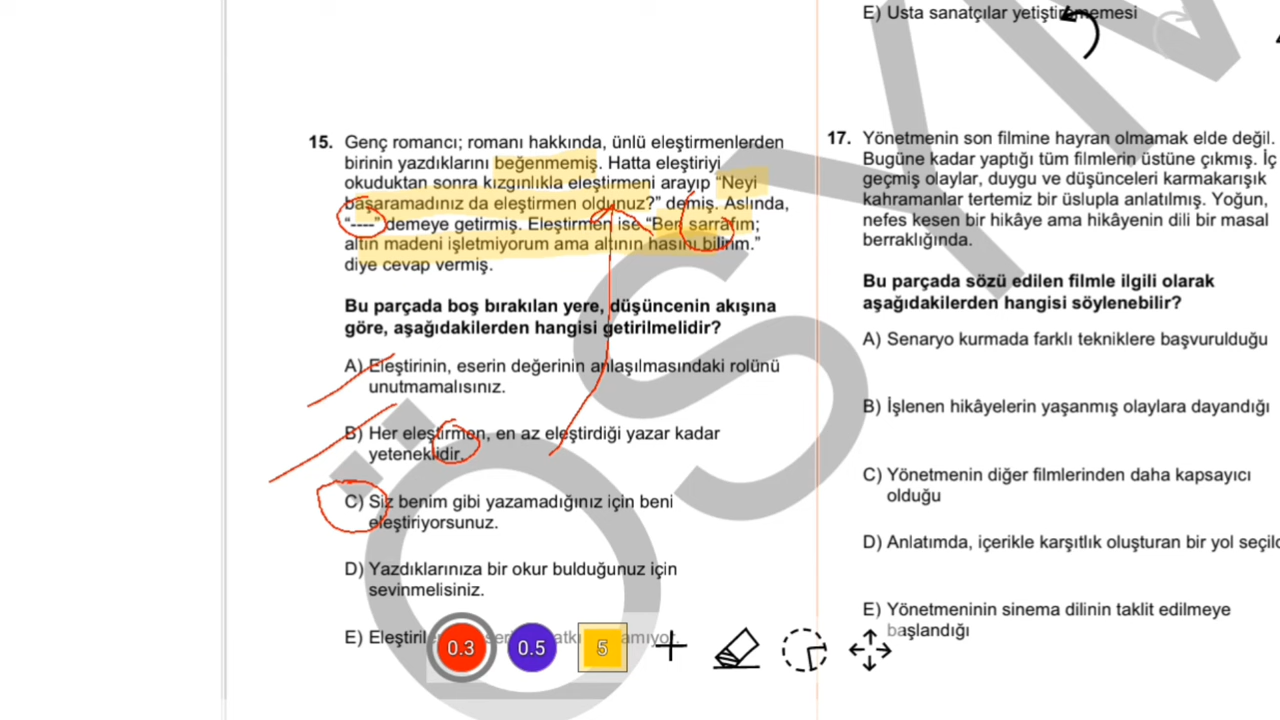 E) Usta sanatçılar yetiştirememesi
15. Genç romancı; romanı hakkında, ünlü eleştirmenlerden
birinin yazdıklarını beğenmemiş. Hatta eleştiriyi
okuduktan sonra kızgınlıkla eleştirmeni arayıp “Neyi
başaramadınız da eleştirmen oldunuz?” demiş. Aslında,
“----” demeye getirmiş. Eleştirmen ise “Ben sarrafım;
altın madeni işletmiyorum ama altının hasını bilirim.”
diye cevap vermiş.
Bu parçada boş bırakılan yere, düşüncenin akışına
göre, aşağıdakilerden hangisi getirilmelidir?
A) Eleştirinin, eserin değerinin anlaşılmasındaki rolünü
unutmamalısınız.
B) Her eleştirmen, en az eleştirdiği yazar kadar
yeteneklidir.
C) Siz benim gibi yazamadığınız için beni
eleştiriyorsunuz.
D) Yazdıklarınıza bir okur bulduğunuz için
sevinmelisiniz.
E)
0.3
0.5
5
17. Yönetmenin son filmine hayran olmamak elde değil.
Bugüne kadar yaptığı tüm filmlerin üstüne çıkmış. İç
geçmiş olaylar, duygu ve düşünceleri karmakarışık
kahramanlar tertemiz bir üslupla anlatılmış. Yoğun,
nefes kesen bir hikâye ama hikâyenin dili bir masal
berraklığında.
Bu parçada sözü edilen filmle ilgili olarak
aşağıdakilerden hangisi söylenebilir?
A) Senaryo kurmada farklı tekniklere başvurulduğu
B) İşlenen hikâyelerin yaşanmış olaylara dayandığı
C) Yönetmenin diğer filmlerinden daha kapsayıcı
olduğu
D) Anlatımda, içerikle karşıtlık oluşturan bir yol
E) Yönetmeninin sinema dilinin taklit edilmeye
başlandığı
ÖSYM